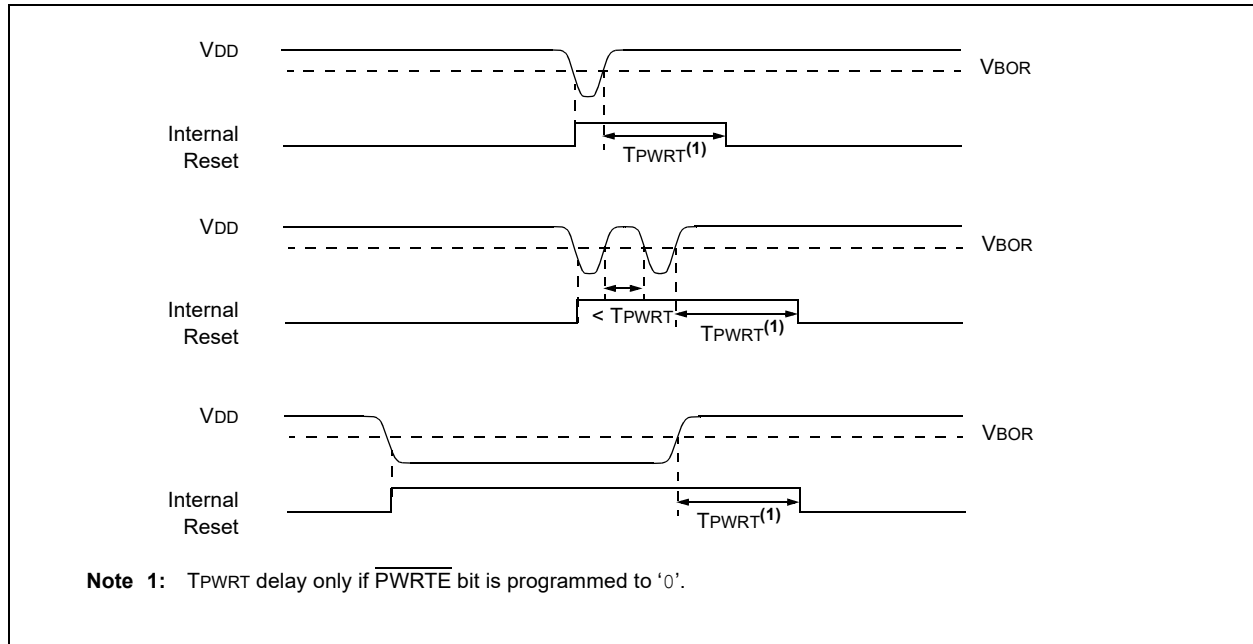 VDD
VBOR
Internal
Reset
TPWRT(1)
VDD
VBOR
Internal
Reset
< TPWRT
TPWRT(1)
VDD
VBOR
Internal
Reset
TPWRT(1)
Note 1: TPWRT delay only if PWRTE bit is programmed to ‘0’.